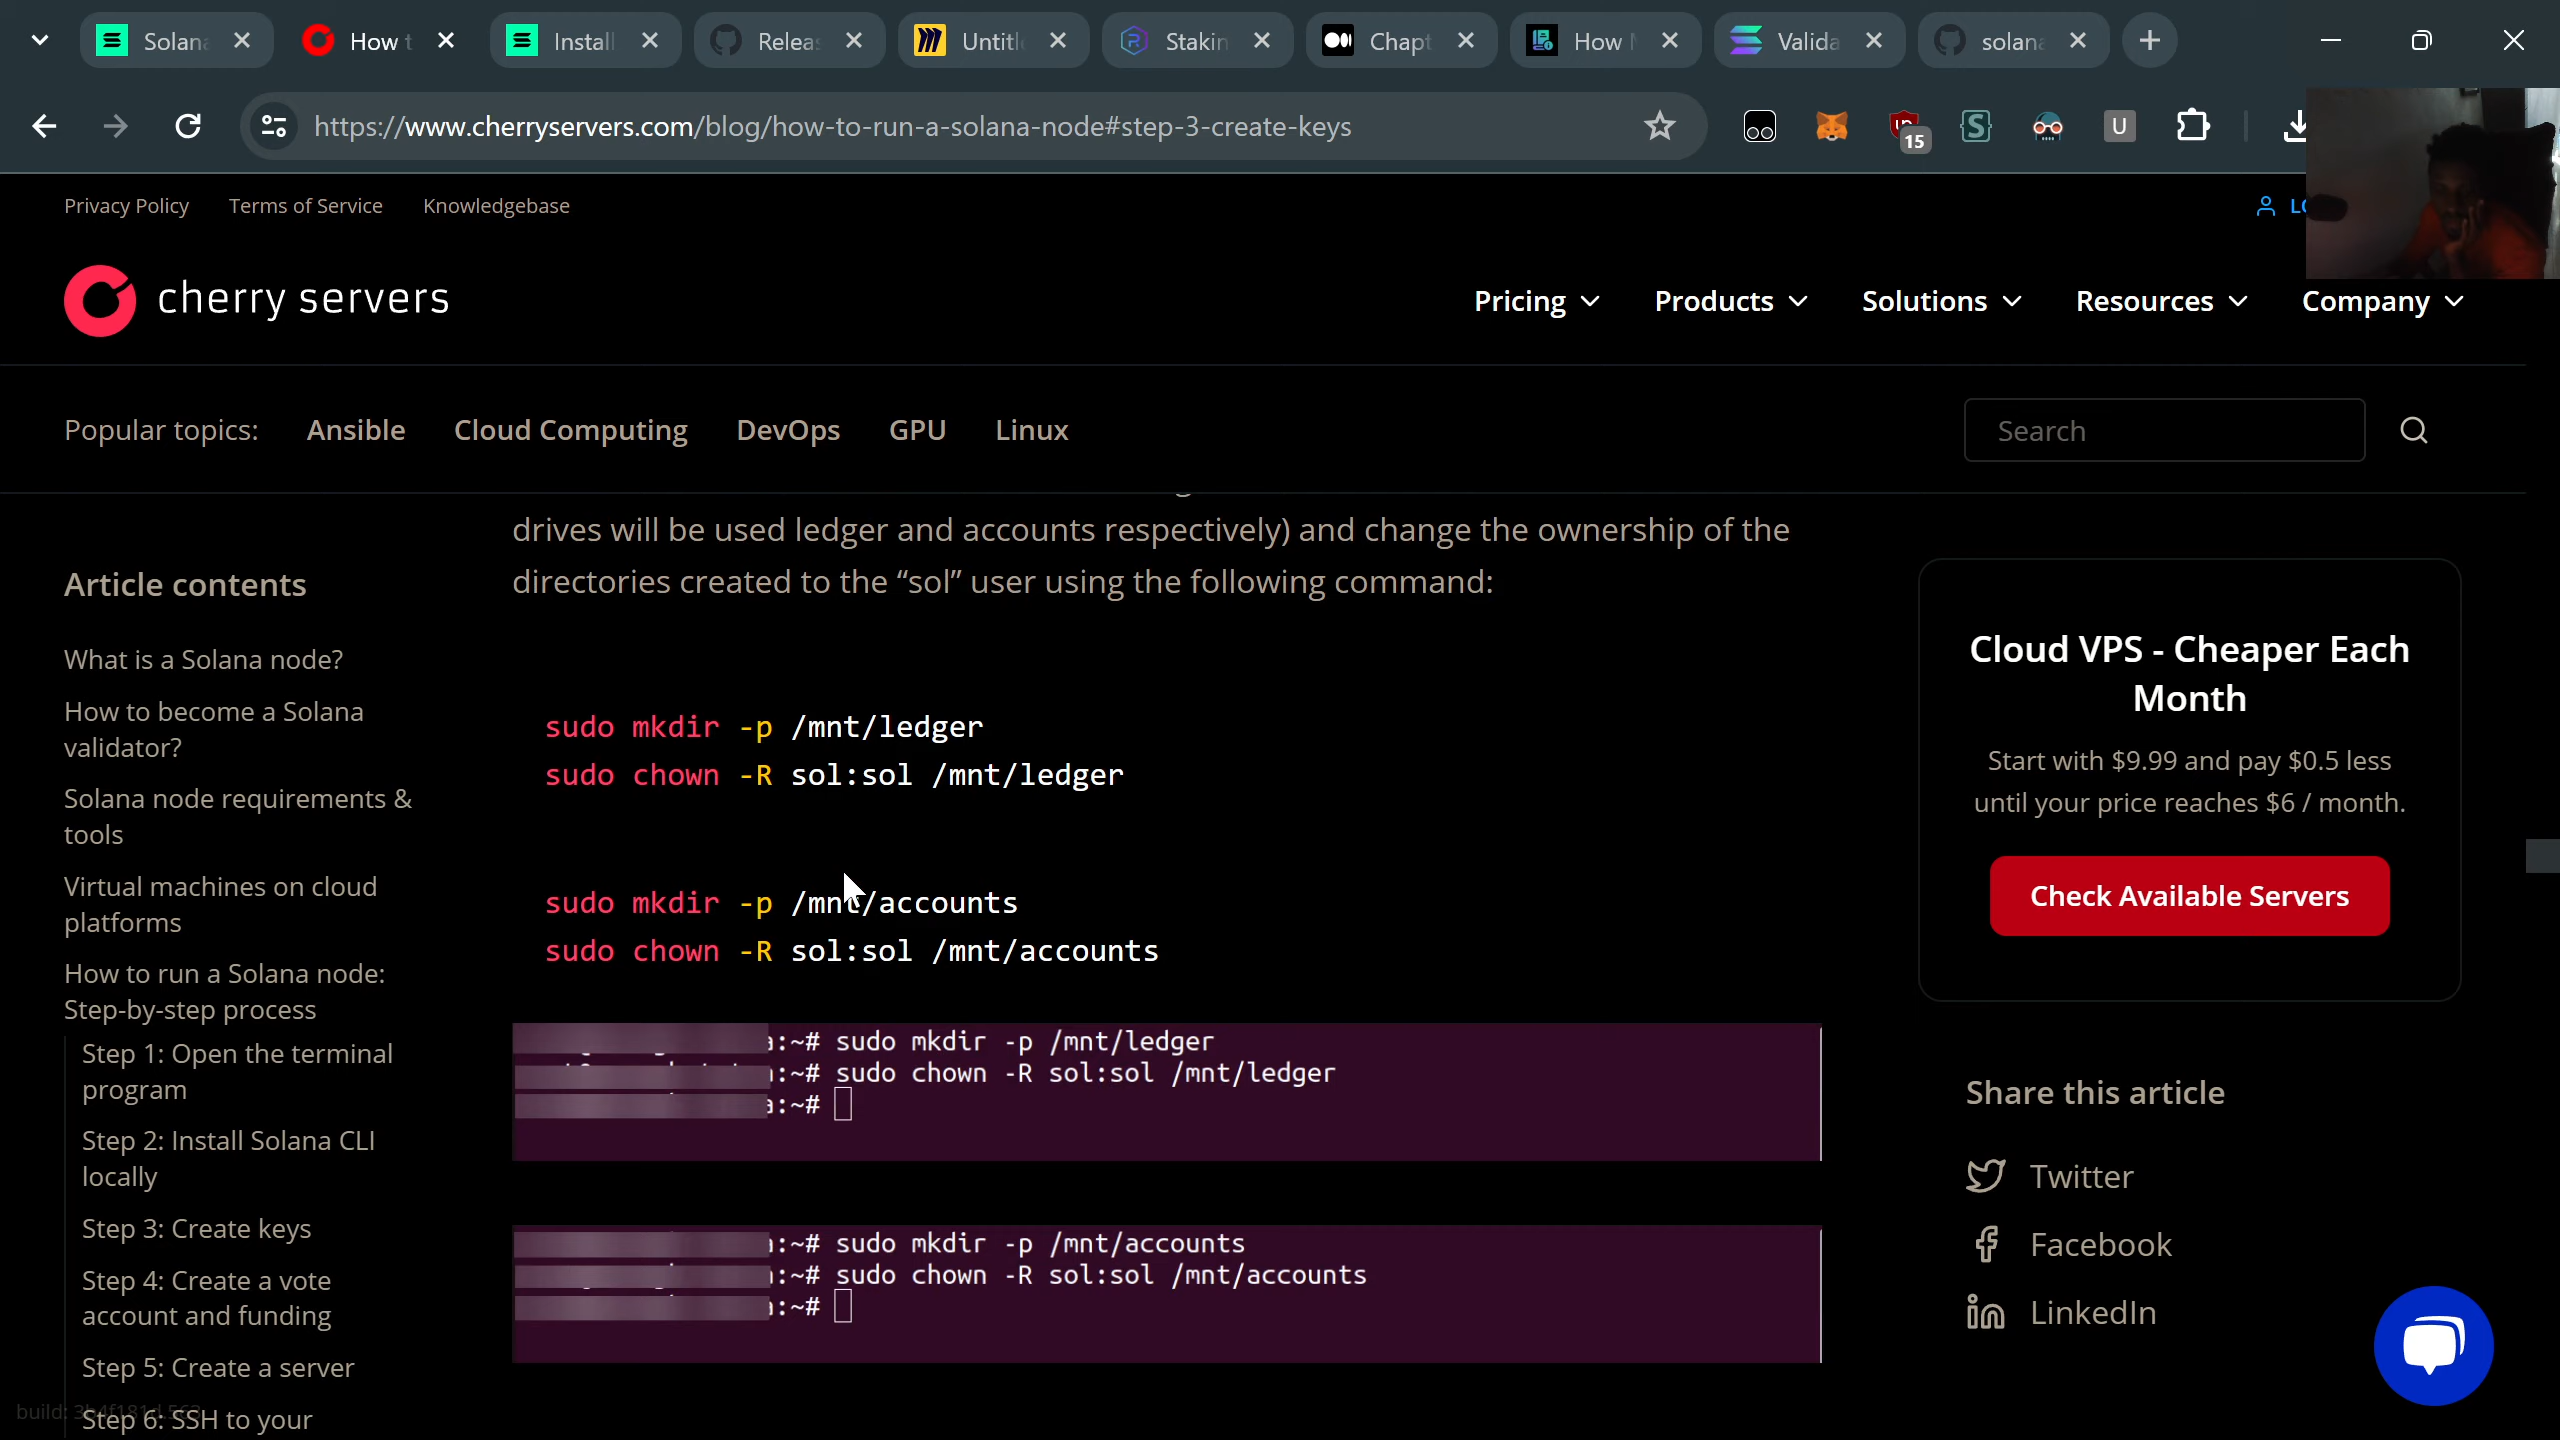 Solana
How t
Install
Relea
Untitl
Stakin
Chapt
How
Valida
solana
https://www.cherryservers.com/blog/how-to-run-a-solana-node#step-3-create-keys
15
U
Privacy Policy
Terms of Service
Knowledgebase
cherry servers
Pricing
Products
Solutions
Resources
Company
Popular topics:
Ansible
Cloud Computing
DevOps
GPU
Linux
Search
drives will be used ledger and accounts respectively) and change the ownership of the
directories created to the “sol” user using the following command:
Article contents
What is a Solana node?
How to become a Solana
validator?
Solana node requirements &
tools
Virtual machines on cloud
platforms
How to run a Solana node:
Step-by-step process
Step 1: Open the terminal
program
Step 2: Install Solana CLI
locally
Step 3: Create keys
Step 4: Create a vote
account and funding
Step 5: Create a server
Step 6: SSH to your
sudo mkdir -p /mnt/ledger
sudo chown -R sol:sol /mnt/ledger
sudo mkdir -p /mnt/accounts
sudo chown -R sol:sol /mnt/accounts
:~# sudo mkdir -p /mnt/ledger
:~# sudo chown -R sol:sol /mnt/ledger
:~#
:~# sudo mkdir -p /mnt/accounts
:~# sudo chown -R sol:sol /mnt/accounts
:~#
Cloud VPS - Cheaper Each
Month
Start with $9.99 and pay $0.5 less
until your price reaches $6 / month.
Check Available Servers
Share this article
Twitter
Facebook
LinkedIn